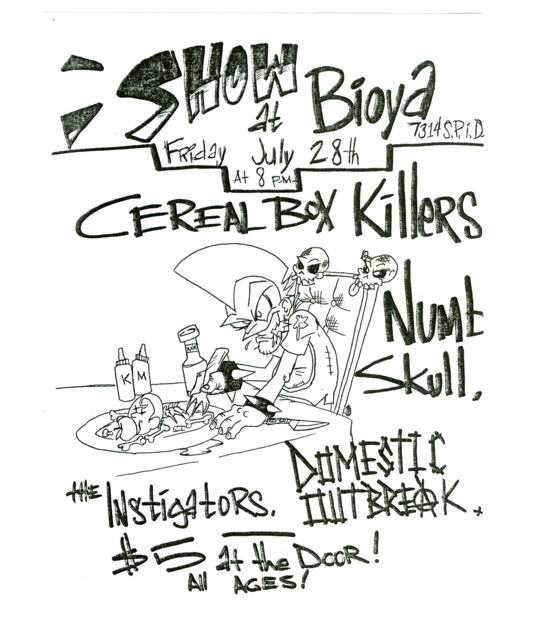 SHOW
at
Bioya
7314 S.P.i.D.
Friday July 28th
At 8 P.M.
CEREAL BOX Killers
Numb
Skull.
K M
DOMESTIC
OUTBREAK.
the Instigators.
$5 at the DOOR!
All AGES!